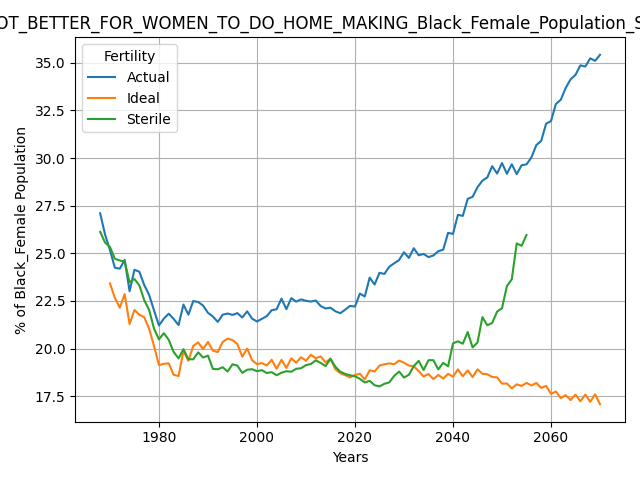 OT_BETTER_FOR_WOMEN_TO_DO_HOME_MAKING_Black_Female_Population_S
Fertility
Actual
Ideal
Sterile
% of Black_Female Population
35.0
32.5
30.0
27.5
25.0
22.5
20.0
17.5
1980
2000
2020
2040
2060
Years